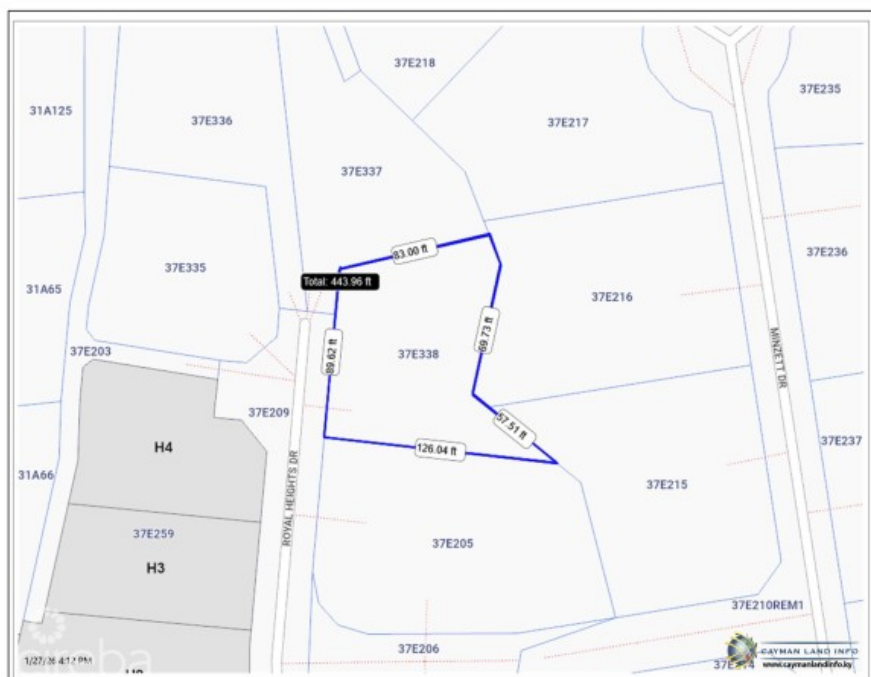 37E218
37E235
31A125
37E336
37E217
37E337
83.00 ft
37E236
37E335
Total: 443.96 ft
31A65
37E216
69.73 ft
89.62 ft
37E338
MINZETT DR
37E203
37E209
57.51 ft
126.04 ft
37E237
H4
31A66
37E215
ROYAL HEIGHTS DR
37E259
37E205
H3
37E210REM1
37E206
CAYMAN LAND INFO
www.caymanlandinfo.ky
cireba